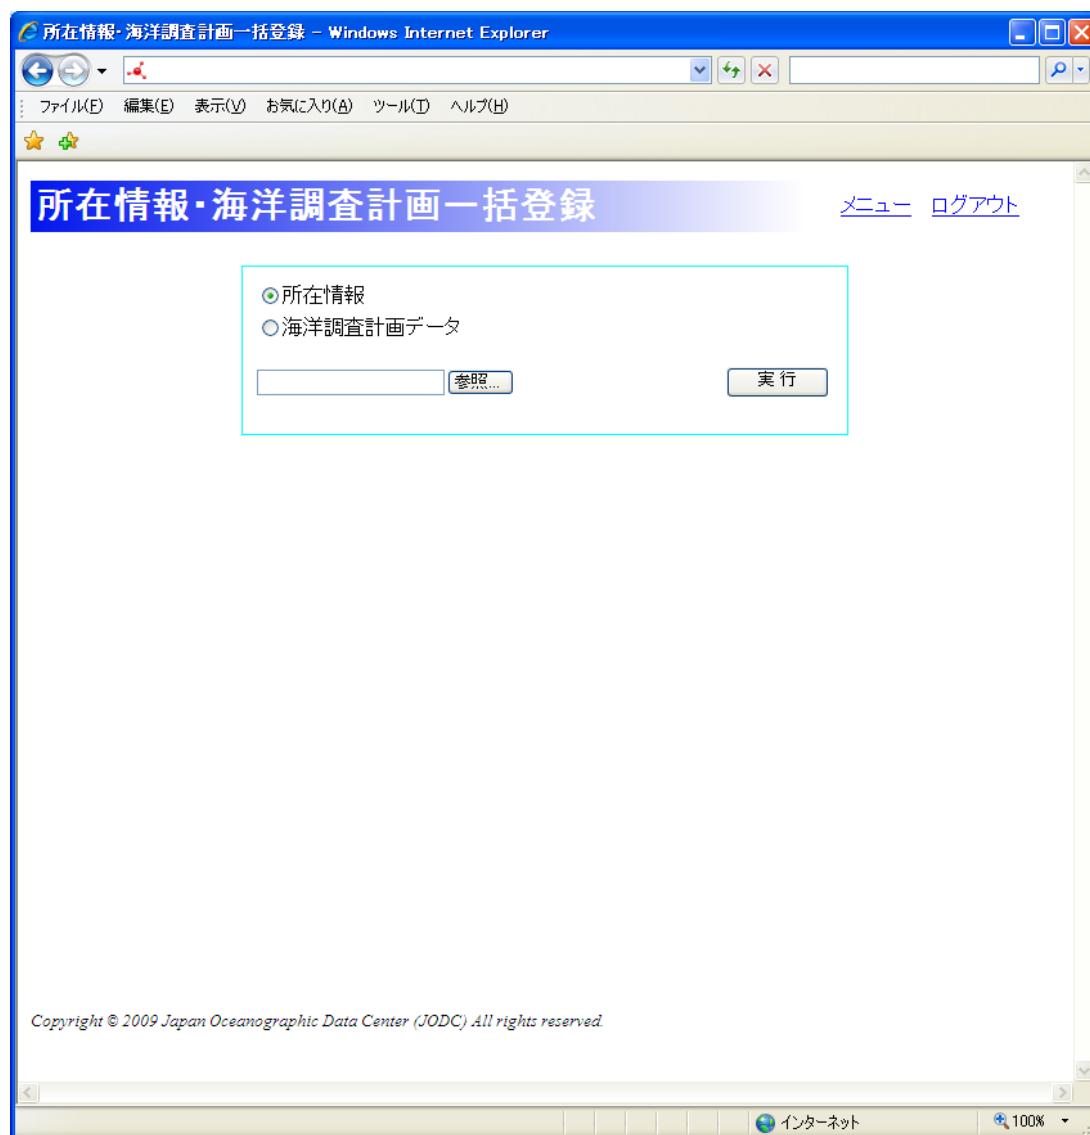 所在情報・海洋調査計画一括登録 - Windows Internet Explorer
ファイル(F) 編集(E) 表示(V) お気に入り(A) ツール(T) ヘルプ(H)
所在情報・海洋調査計画一括登録 メニュー ログアウト
所在情報
海洋調査計画データ
参照... 実行
Copyright © 2009 Japan Oceanographic Data Center (JODC) All rights reserved.
インターネット 100%